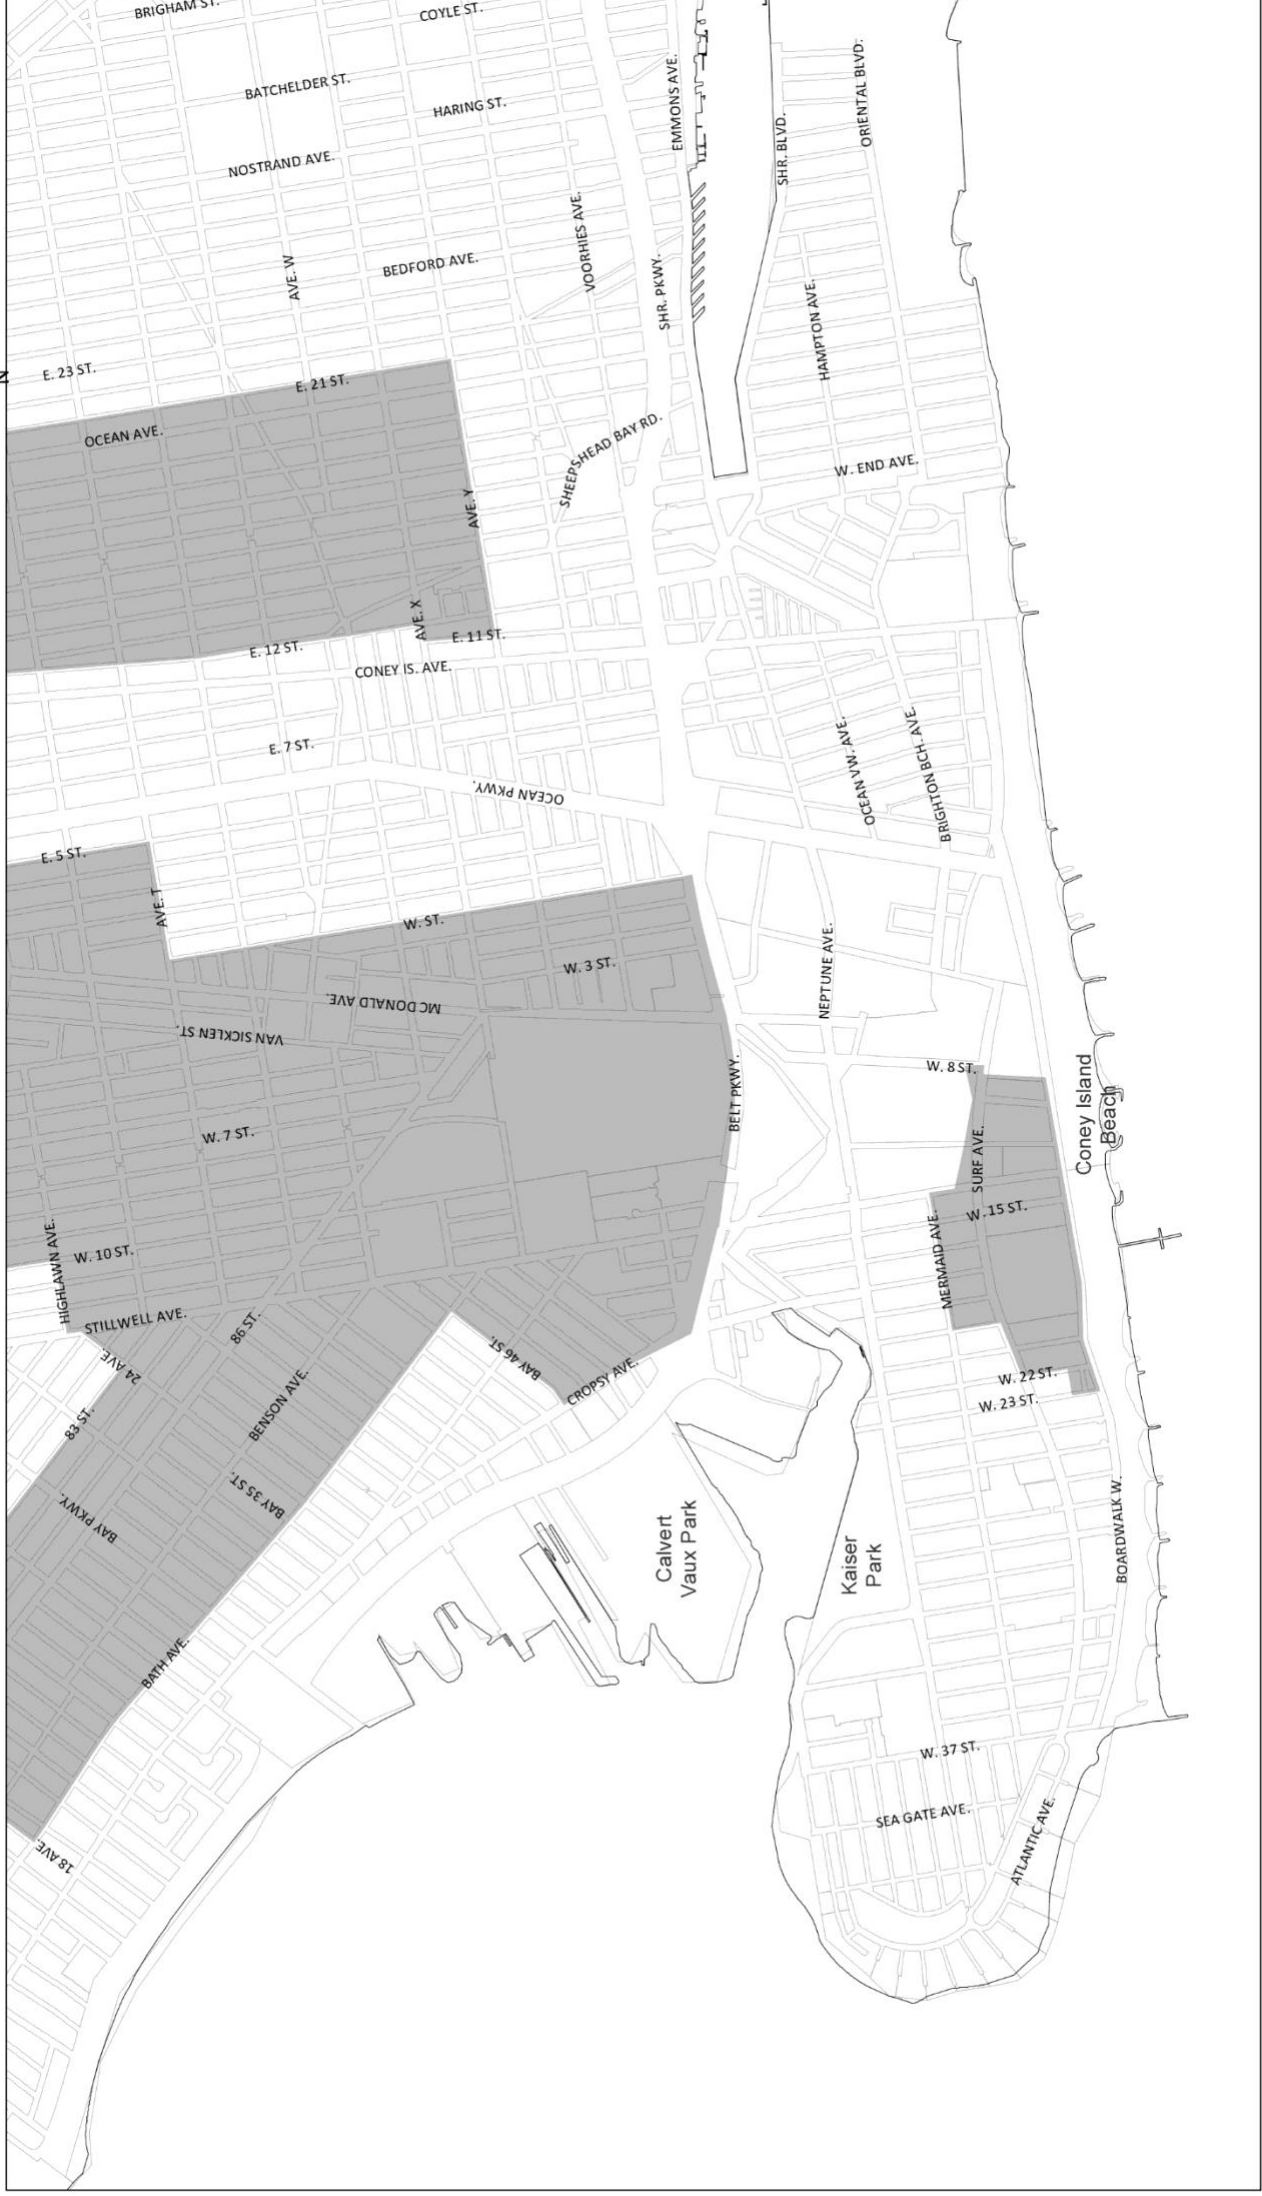 BRIGHAM ST.
COYLE ST.
BATCHELDER ST.
HARING ST.
EMMONS AVE.
ORIENTAL BLVD.
SHR. BLVD.
NOSTRAND AVE.
VOORHIES AVE.
AVE. W
BEDFORD AVE.
SHR. PKWY.
HAMPTON AVE.
N
E. 23 ST.
E. 21 ST.
OCEAN AVE.
SHEEPSHEAD BAY RD.
W. END AVE.
AVE. Y
AVE. X
E. 11 ST.
E. 12 ST.
CONEY IS. AVE.
E. 7 ST.
OCEAN PKWY.
OCEAN VW. AVE.
BRIGHTON BCH. AVE.
E. 5 ST.
AVE. T
W. ST.
W. 3 ST.
NEPTUNE AVE.
MCDONALD AVE.
VAN SICKLEN ST.
BELT PKWY.
W. 8 ST.
Coney Island
Beach
W. 7 ST.
SURF AVE.
W. 15 ST.
MERMAID AVE.
W. 10 ST.
HIGHLAWN AVE.
STILLWELL AVE.
86 ST.
24 AVE.
BAY 46 ST.
CROPSY AVE.
W. 22 ST.
W. 23 ST.
83 ST.
BENSON AVE.
BAY 35 ST.
BAY PKWY.
Calvert
Vaux Park
Kaiser
Park
BOARDWALK W.
BATH AVE.
W. 37 ST.
SEA GATE AVE.
ATLANTIC AVE.
18 AVE.